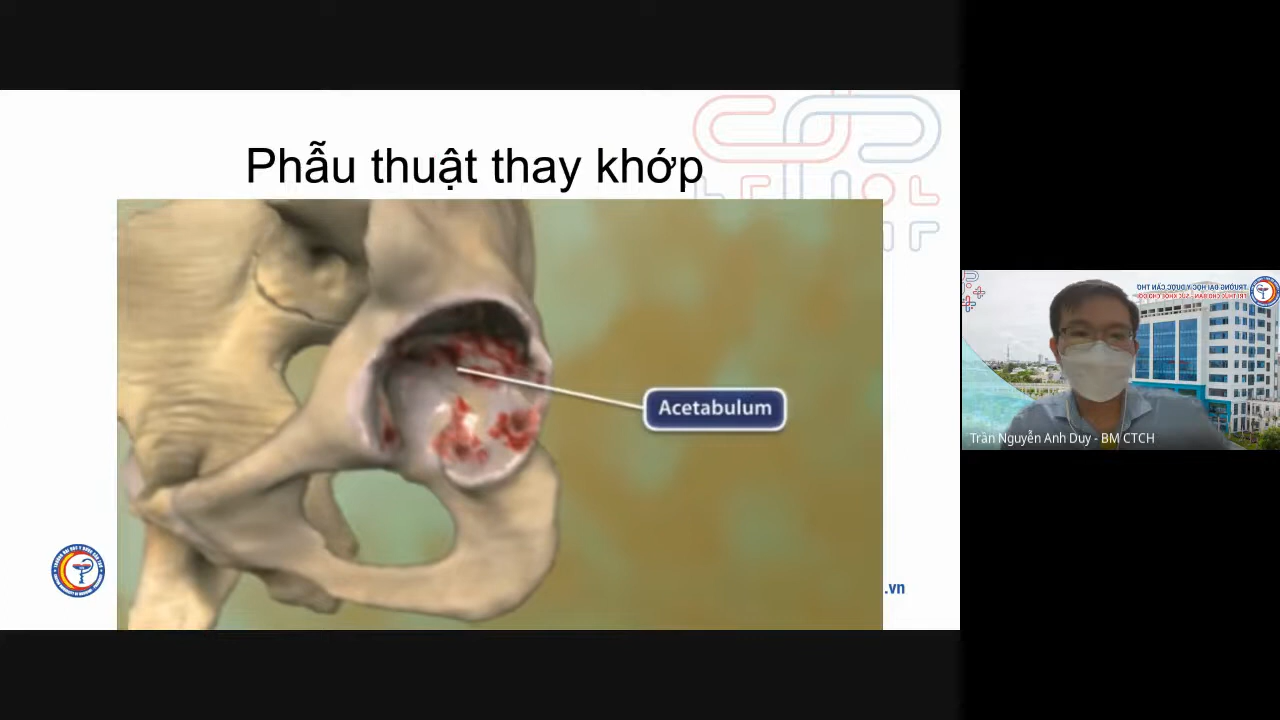 Phẫu thuật thay khớp
Acetabulum
.vn
TRƯỜNG ĐẠI HỌC Y DƯỢC CẦN THƠ
Trần Nguyễn Anh Duy - BM CTCH